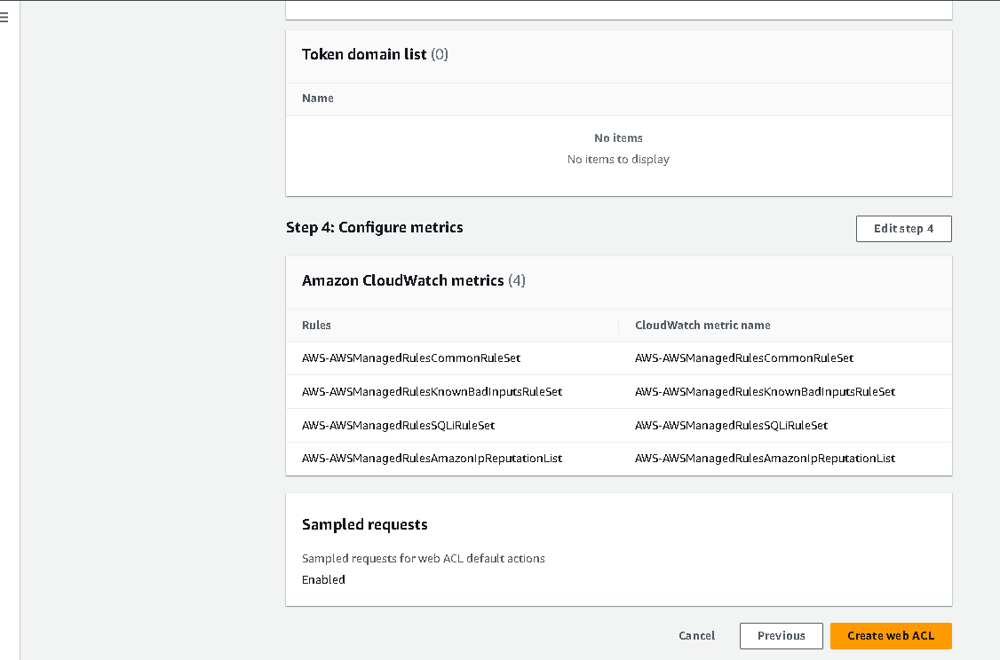 Token domain list (0)
Name
No items
No items to display
Step 4: Configure metrics
Edit step 4
Amazon CloudWatch metrics (4)
Rules CloudWatch metric name
AWS-AWSManagedRulesCommonRuleSet AWS-AWSManagedRulesCommonRuleSet
AWS-AWSManagedRulesKnownBadInputsRuleSet AWS-AWSManagedRulesKnownBadInputsRuleSet
AWS-AWSManagedRulesSQLiRuleSet AWS-AWSManagedRulesSQLiRuleSet
AWS-AWSManagedRulesAmazonIpReputationList AWS-AWSManagedRulesAmazonIpReputationList
Sampled requests
Sampled requests for web ACL default actions
Enabled
Cancel Previous Create web ACL